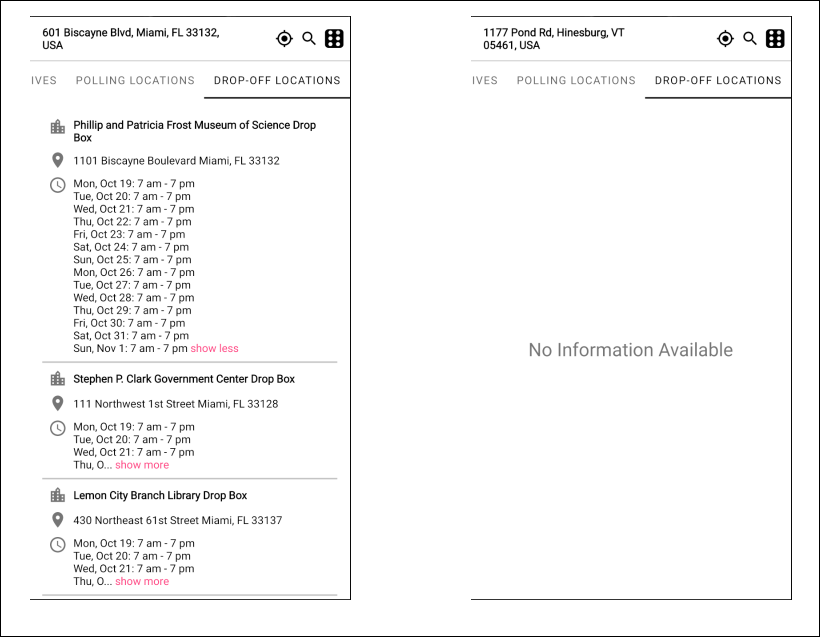 601 Biscayne Blvd, Miami, FL 33132,
USA
IVES POLLING LOCATIONS DROP-OFF LOCATIONS
Phillip and Patricia Frost Museum of Science Drop
Box
1101 Biscayne Boulevard Miami, FL 33132
Mon, Oct 19: 7 am - 7 pm
Tue, Oct 20: 7 am - 7 pm
Wed, Oct 21: 7 am - 7 pm
Thu, Oct 22: 7 am - 7 pm
Fri, Oct 23: 7 am - 7 pm
Sat, Oct 24: 7 am - 7 pm
Sun, Oct 25: 7 am - 7 pm
Mon, Oct 26: 7 am - 7 pm
Tue, Oct 27: 7 am - 7 pm
Wed, Oct 28: 7 am - 7 pm
Thu, Oct 29: 7 am - 7 pm
Fri, Oct 30: 7 am - 7 pm
Sat, Oct 31: 7 am - 7 pm
Sun, Nov 1: 7 am - 7 pm show less
Stephen P. Clark Government Center Drop Box
111 Northwest 1st Street Miami, FL 33128
Mon, Oct 19: 7 am - 7 pm
Tue, Oct 20: 7 am - 7 pm
Wed, Oct 21: 7 am - 7 pm
Thu, O... show more
Lemon City Branch Library Drop Box
430 Northeast 61st Street Miami, FL 33137
Mon, Oct 19: 7 am - 7 pm
Tue, Oct 20: 7 am - 7 pm
Wed, Oct 21: 7 am - 7 pm
Thu, O... show more
1177 Pond Rd, Hinesburg, VT
05461, USA
IVES POLLING LOCATIONS DROP-OFF LOCATIONS
No Information Available